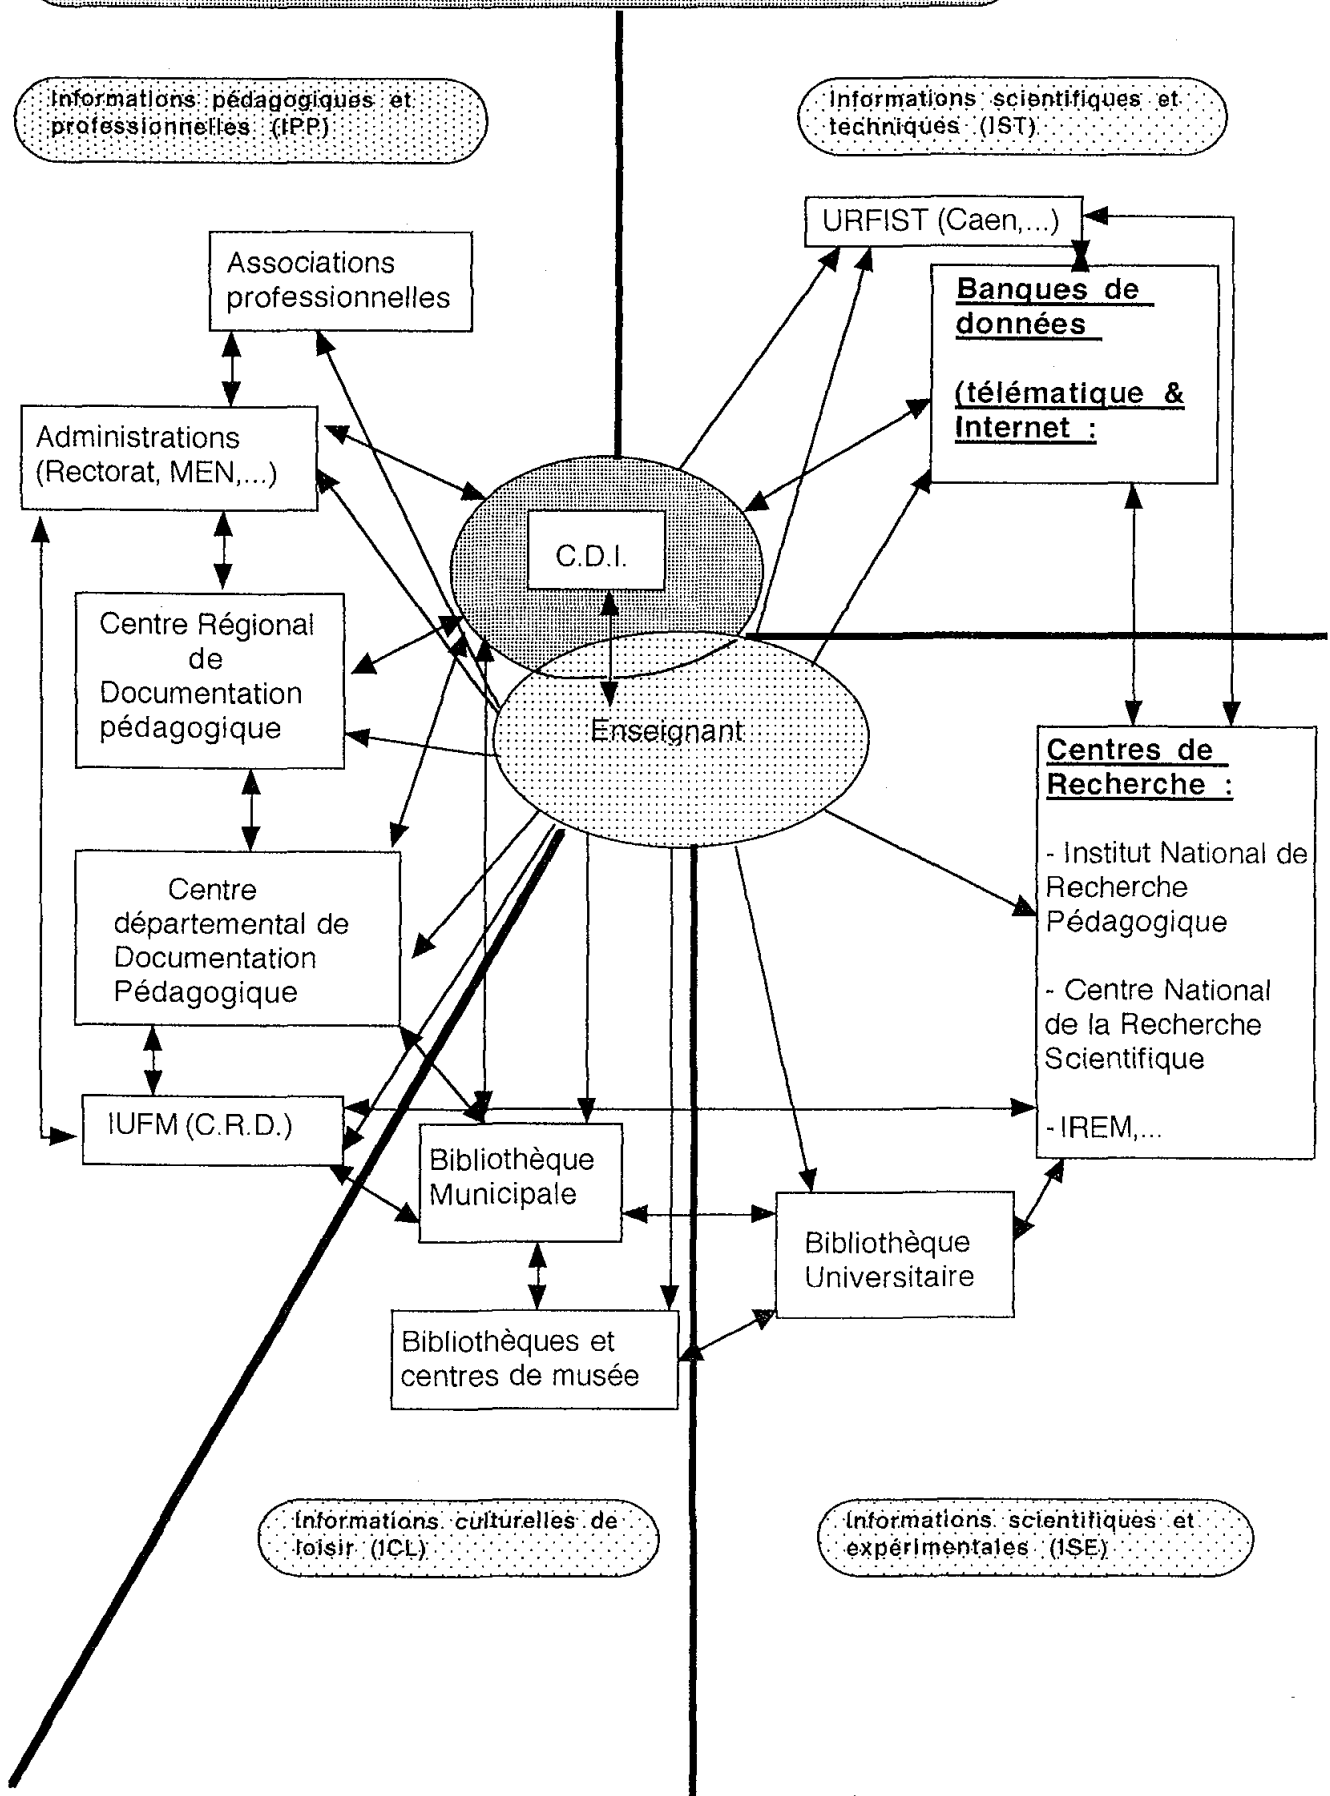 Informations pédagogiques et
professionnelles (IPP)
Informations scientifiques et
techniques (IST)
URFIST (Caen,...)
Associations
professionnelles
Banques de
données
(télématique &
Internet :
Administrations
(Rectorat, MEN,...)
C.D.I.
Centre Régional
de
Documentation
pédagogique
Enseignant
Centres de
Recherche :
- Institut National de
Recherche
Pédagogique
- Centre National
de la Recherche
Scientifique
- IREM,...
Centre
départemental de
Documentation
Pédagogique
IUFM (C.R.D.)
Bibliothèque
Municipale
Bibliothèque
Universitaire
Bibliothèques et
centres de musée
Informations culturelles de
loisir (ICL)
Informations scientifiques et
expérimentales (ISE)